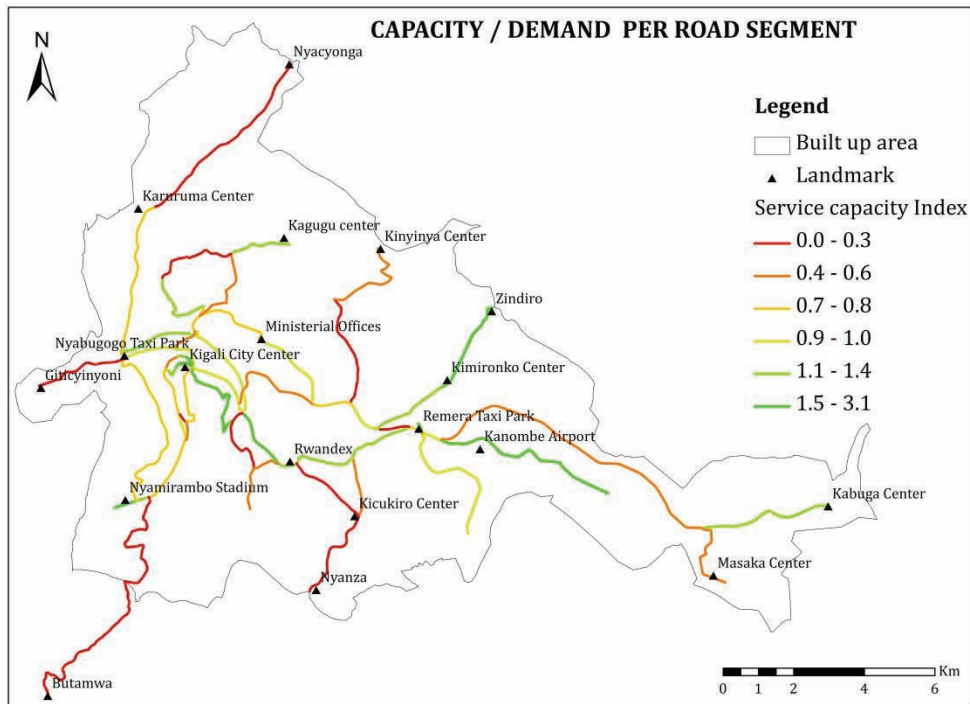 CAPACITY / DEMAND PER ROAD SEGMENT
N
Nyacyonga
Legend
Built up area
Landmark
Service capacity Index
0.0 - 0.3
0.4 - 0.6
0.7 - 0.8
0.9 - 1.0
1.1 - 1.4
1.5 - 3.1
Karuruma Center
Kagugu center
Kinyinya Center
Zindiro
Ministerial Offices
Nyabugogo Taxi Park
Kigali City Center
Giticyinyoni
Kimironko Center
Remera Taxi Park
Kanombe Airport
Rwandex
Nyamirambo Stadium
Kicukiro Center
Kabuga Center
Masaka Center
Nyanza
Butamwa
Km
0 1 2 4 6